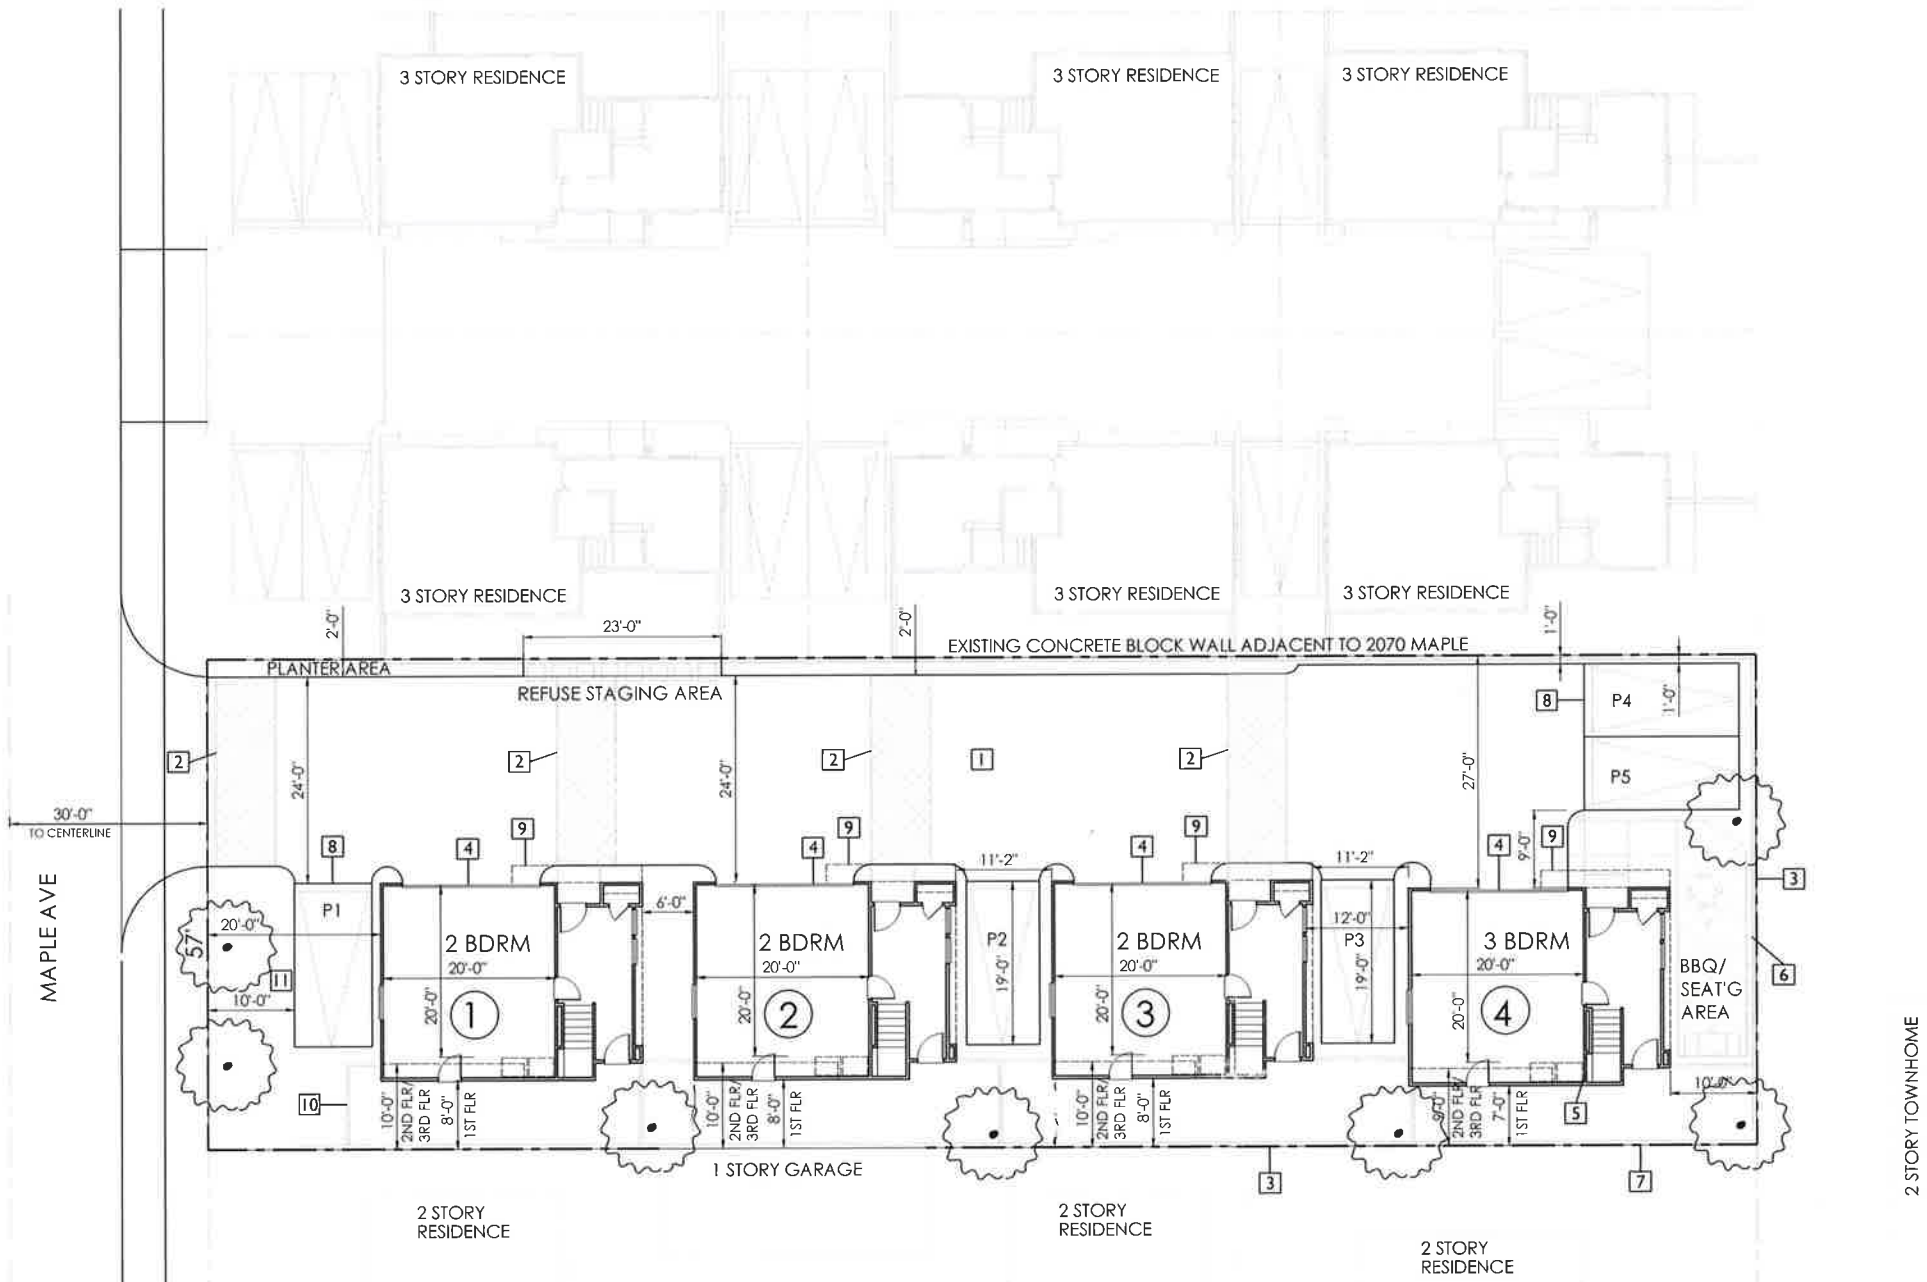 3 STORY RESIDENCE
3 STORY RESIDENCE
3 STORY RESIDENCE
3 STORY RESIDENCE
3 STORY RESIDENCE
3 STORY RESIDENCE
2'-0"
23'-0"
2'-0"
EXISTING CONCRETE BLOCK WALL ADJACENT TO 2070 MAPLE
1'-0"
PLANTER AREA
REFUSE STAGING AREA
8
P4
1'-0"
2
2
2
1
2
24'-0"
24'-0"
27'-0"
P5
30'-0"
TO CENTERLINE
8
4
9
4
9
4
9
4
9
9'-0"
11'-2"
11'-2"
3
MAPLE AVE
57'
20'-0"
P1
6'-0"
12'-0"
2 BDRM
20'-0"
20'-0"
1
2 BDRM
20'-0"
20'-0"
2
P2
19'-0"
2 BDRM
20'-0"
20'-0"
3
P3
19'-0"
3 BDRM
20'-0"
20'-0"
4
BBQ/
SEAT'G
AREA
6
11
10'-0"
10
10'-0"
2ND FLR/
3RD FLR
8'-0"
1ST FLR
10'-0"
2ND FLR/
3RD FLR
8'-0"
1ST FLR
10'-0"
2ND FLR/
3RD FLR
8'-0"
1ST FLR
9'-0"
2ND FLR/
3RD FLR
7'-0"
1ST FLR
5
10'-0"
1 STORY GARAGE
3
7
2 STORY
RESIDENCE
2 STORY
RESIDENCE
2 STORY
RESIDENCE
2 STORY TOWNHOME